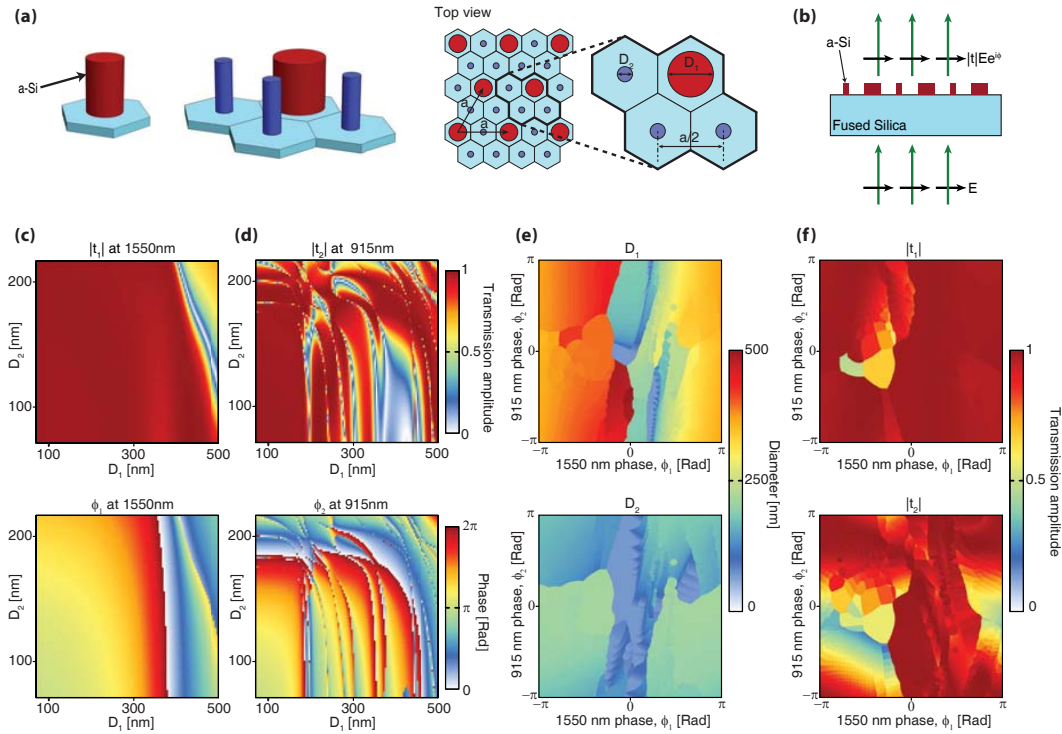 (a)
a-Si
Top view
a
a
D2
D1
a/2
(b)
a-Si
|t|Ee^iϕ
Fused Silica
E
(c)
|t1| at 1550nm
D2 [nm]
200
100
100 300 500
D1 [nm]
(d)
|t2| at 915nm
D2 [nm]
200
100
100 300 500
D1 [nm]
1
0.5
0
Transmission amplitude
ϕ1 at 1550nm
D2 [nm]
200
100
100 300 500
D1 [nm]
ϕ2 at 915nm
D2 [nm]
200
100
100 300 500
D1 [nm]
2π
π
0
Phase [Rad]
(e)
D1
915 nm phase, ϕ2 [Rad]
π
0
−π
−π 0 π
1550 nm phase, ϕ1 [Rad]
D2
915 nm phase, ϕ2 [Rad]
π
0
−π
−π 0 π
1550 nm phase, ϕ1 [Rad]
500
250
0
Diameter [nm]
(f)
|t1|
915 nm phase, ϕ2 [Rad]
π
0
−π
−π 0 π
1550 nm phase, ϕ1 [Rad]
|t2|
915 nm phase, ϕ2 [Rad]
π
0
−π
−π 0 π
1550 nm phase, ϕ1 [Rad]
1
0.5
0
Transmission amplitude